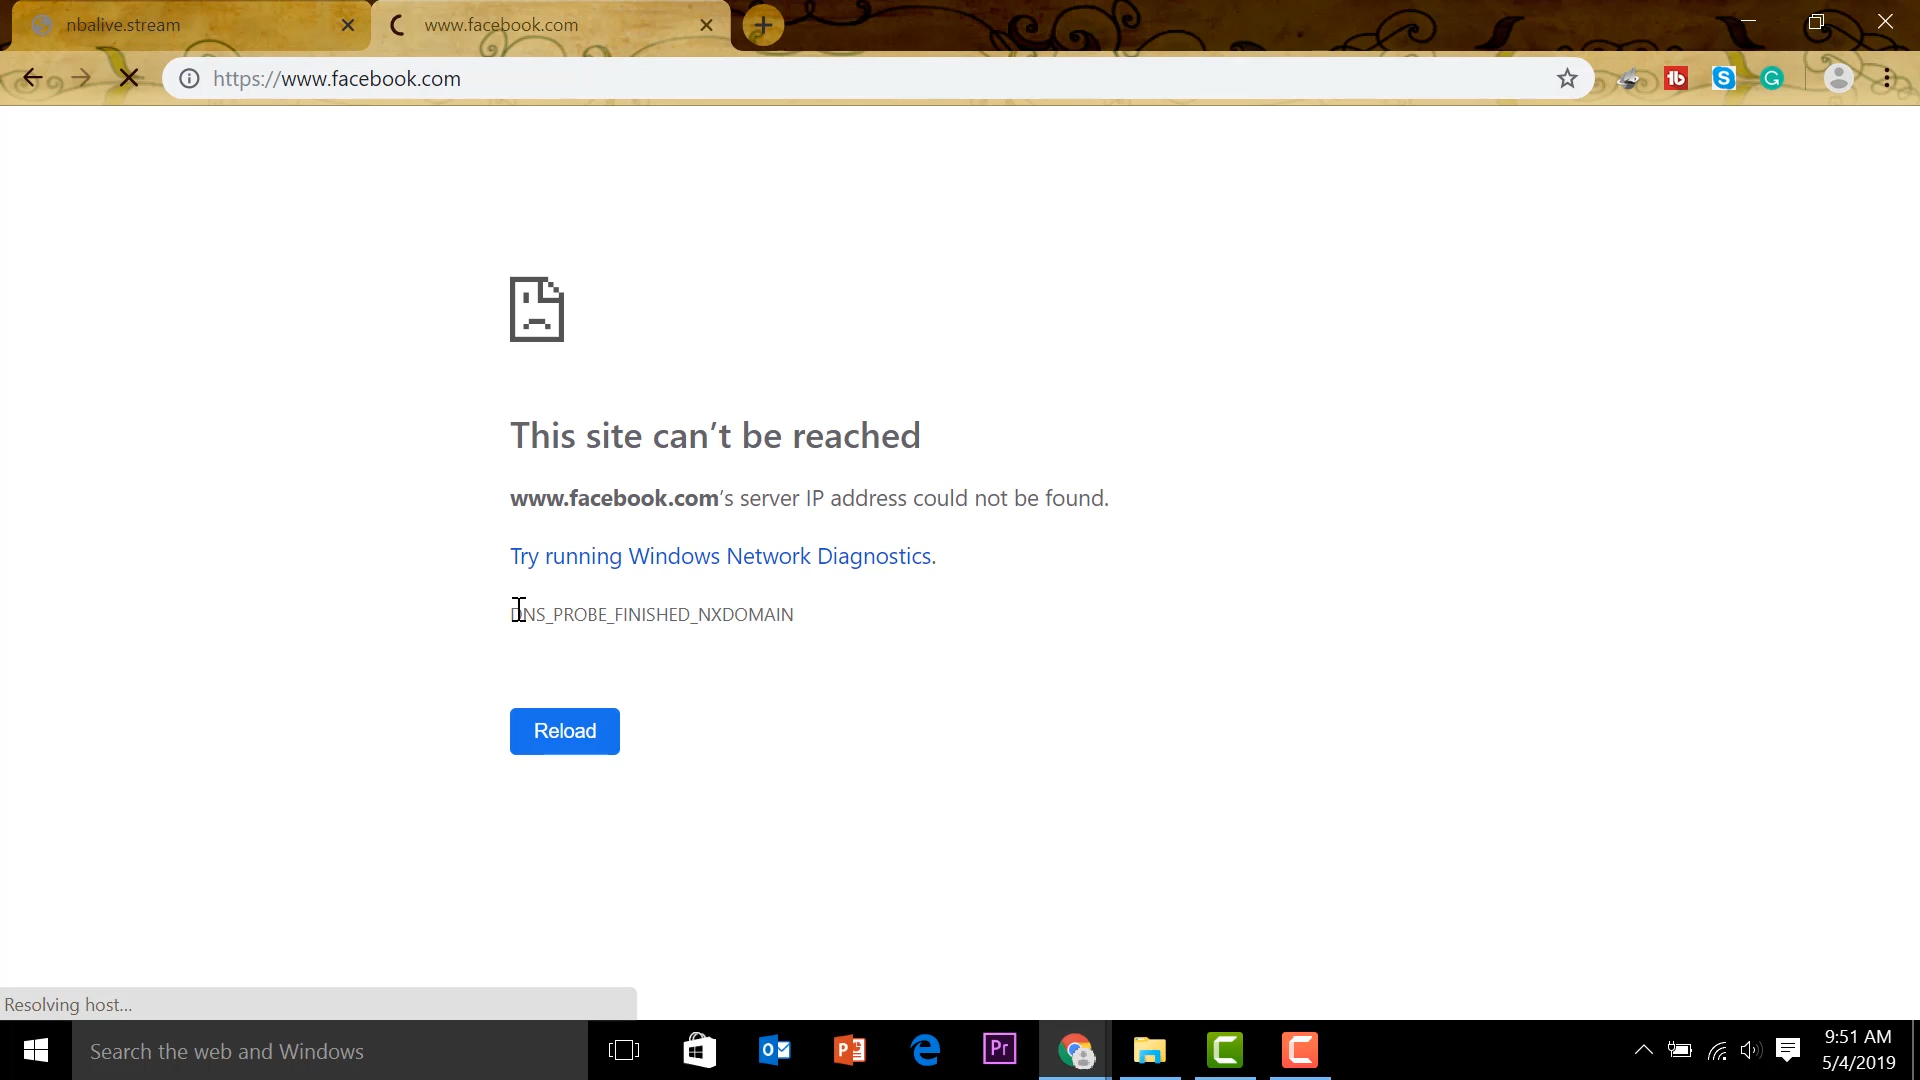 nbalive.stream
www.facebook.com
https://www.facebook.com
This site can’t be reached
www.facebook.com’s server IP address could not be found.
Try running Windows Network Diagnostics.
DNS_PROBE_FINISHED_NXDOMAIN
Reload
Resolving host...
Search the web and Windows
9:51 AM
5/4/2019